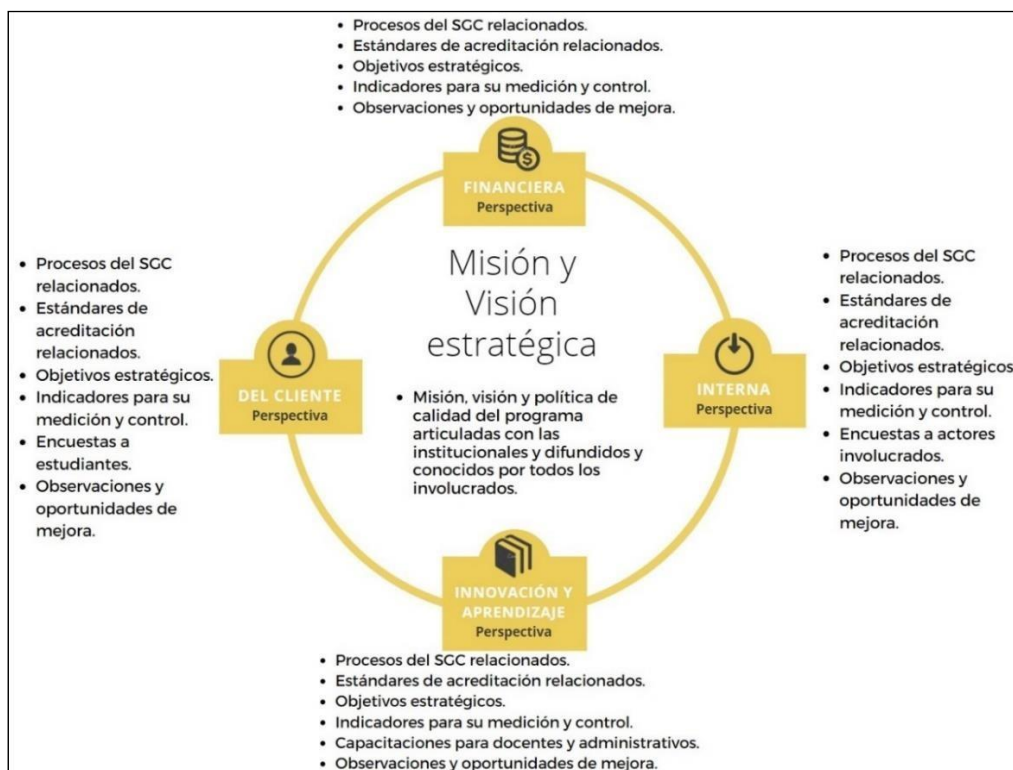 • Procesos del SGC relacionados.
• Estándares de acreditación relacionados.
• Objetivos estratégicos.
• Indicadores para su medición y control.
• Observaciones y oportunidades de mejora.
FINANCIERA
Perspectiva
Misión y
Visión
estratégica
• Misión, visión y política de
calidad del programa
articuladas con las
institucionales y difundidos y
conocidos por todos los
involucrados.
• Procesos del SGC
relacionados.
• Estándares de
acreditación
relacionados.
• Objetivos estratégicos.
• Indicadores para su
medición y control.
• Encuestas a
estudiantes.
• Observaciones y
oportunidades de
mejora.
DEL CLIENTE
Perspectiva
INTERNA
Perspectiva
• Procesos del SGC
relacionados.
• Estándares de
acreditación
relacionados.
• Objetivos estratégicos
• Indicadores para su
medición y control.
• Encuestas a actores
involucrados.
• Observaciones y
oportunidades de
mejora.
INNOVACIÓN Y
APRENDIZAJE
Perspectiva
• Procesos del SGC relacionados.
• Estándares de acreditación relacionados.
• Objetivos estratégicos.
• Indicadores para su medición y control.
• Capacitaciones para docentes y administrativos.
• Observaciones y oportunidades de mejora.